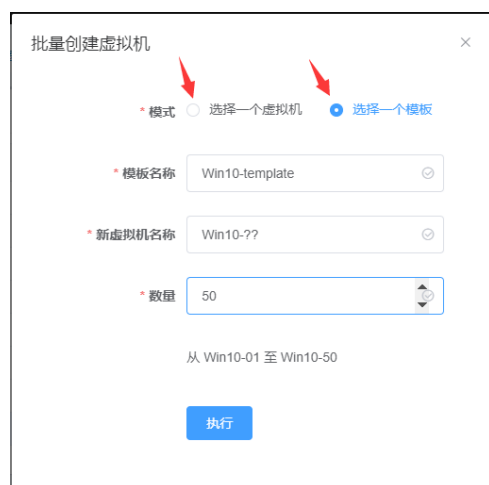 批量创建虚拟机
* 模式 选择一个虚拟机 选择一个模板
* 模板名称 Win10-template
* 新虚拟机名称 Win10-??
* 数量 50
从 Win10-01 至 Win10-50
执行